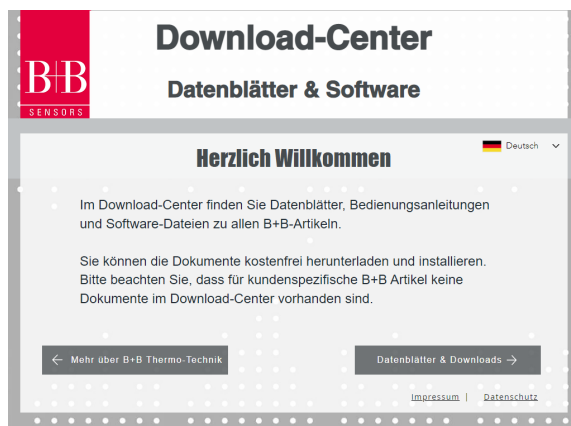 Download-Center
B+B
Datenblätter & Software
SENSORS
Herzlich Willkommen
Deutsch
Im Download-Center finden Sie Datenblätter, Bedienungsanleitungen
und Software-Dateien zu allen B+B-Artikeln.
Sie können die Dokumente kostenfrei herunterladen und installieren.
Bitte beachten Sie, dass für kundenspezifische B+B Artikel keine
Dokumente im Download-Center vorhanden sind.
← Mehr über B+B Thermo-Technik
Datenblätter & Downloads →
Impressum | Datenschutz